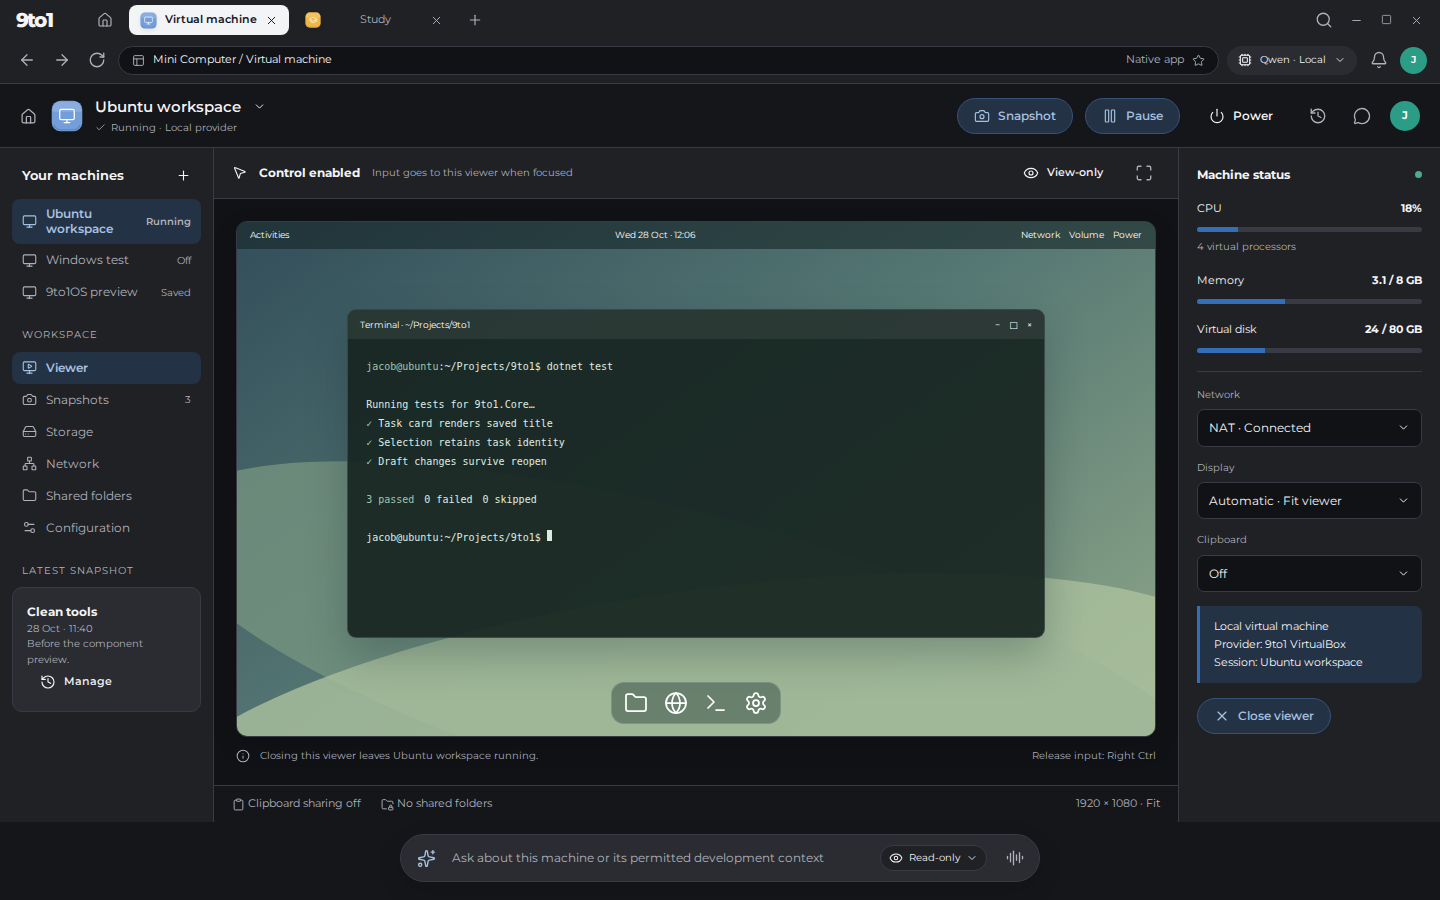 9to1
Virtual machine
Study
Mini Computer / Virtual machine
Native app
Qwen · Local
J
Ubuntu workspace
Running · Local provider
Snapshot
Pause
Power
J
Your machines
Ubuntu workspace
Running
Windows test
Off
9to1OS preview
Saved
WORKSPACE
Viewer
Snapshots
3
Storage
Network
Shared folders
Configuration
LATEST SNAPSHOT
Clean tools
28 Oct · 11:40
Before the component
preview.
Manage
Control enabled
Input goes to this viewer when focused
View-only
Activities
Wed 28 Oct · 12:06
Network Volume Power
Terminal · ~/Projects/9to1
jacob@ubuntu:~/Projects/9to1$ dotnet test
Running tests for 9to1.Core…
✓ Task card renders saved title
✓ Selection retains task identity
✓ Draft changes survive reopen
3 passed 0 failed 0 skipped
jacob@ubuntu:~/Projects/9to1$
Closing this viewer leaves Ubuntu workspace running.
Release input: Right Ctrl
Clipboard sharing off
No shared folders
1920 × 1080 · Fit
Machine status
CPU
18%
4 virtual processors
Memory
3.1 / 8 GB
Virtual disk
24 / 80 GB
Network
NAT · Connected
Display
Automatic · Fit viewer
Clipboard
Off
Local virtual machine
Provider: 9to1 VirtualBox
Session: Ubuntu workspace
Close viewer
Ask about this machine or its permitted development context
Read-only